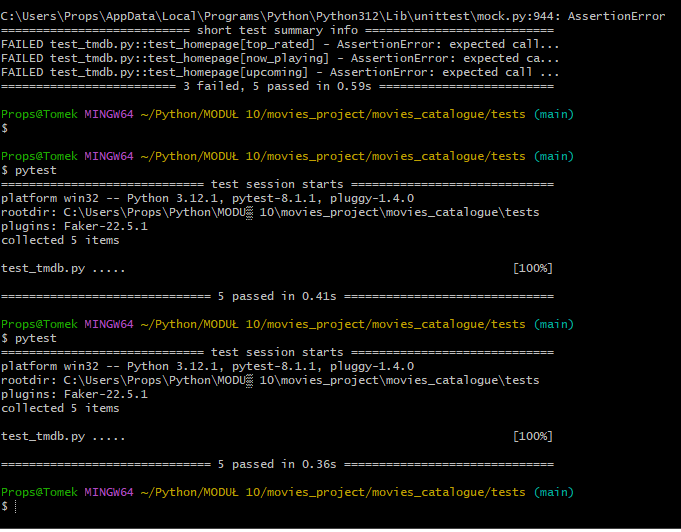 C:\Users\Props\AppData\Local\Programs\Python\Python312\Lib\unittest\mock.py:944: AssertionError
=========================== short test summary info ============================
FAILED test_tmdb.py::test_homepage[top_rated] - AssertionError: expected call...
FAILED test_tmdb.py::test_homepage[now_playing] - AssertionError: expected ca...
FAILED test_tmdb.py::test_homepage[upcoming] - AssertionError: expected call ...
========================= 3 failed, 5 passed in 0.59s =========================
Props@Tomek MINGW64 ~/Python/MODUŁ 10/movies_project/movies_catalogue/tests (main)
$
Props@Tomek MINGW64 ~/Python/MODUŁ 10/movies_project/movies_catalogue/tests (main)
$ pytest
============================= test session starts =============================
platform win32 -- Python 3.12.1, pytest-8.1.1, pluggy-1.4.0
rootdir: C:\Users\Props\Python\MODU▒ 10\movies_project\movies_catalogue\tests
plugins: Faker-22.5.1
collected 5 items
test_tmdb.py ..... [100%]
============================== 5 passed in 0.41s ==============================
Props@Tomek MINGW64 ~/Python/MODUŁ 10/movies_project/movies_catalogue/tests (main)
$ pytest
============================= test session starts =============================
platform win32 -- Python 3.12.1, pytest-8.1.1, pluggy-1.4.0
rootdir: C:\Users\Props\Python\MODU▒ 10\movies_project\movies_catalogue\tests
plugins: Faker-22.5.1
collected 5 items
test_tmdb.py ..... [100%]
============================== 5 passed in 0.36s ==============================
Props@Tomek MINGW64 ~/Python/MODUŁ 10/movies_project/movies_catalogue/tests (main)
$